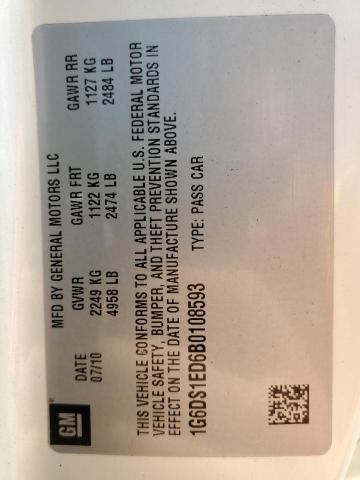 GM®
MFD BY GENERAL MOTORS LLC
DATE GVWR GAWR FRT GAWR RR
07/10 2249 KG 1122 KG 1127 KG
4958 LB 2474 LB 2484 LB
THIS VEHICLE CONFORMS TO ALL APPLICABLE U.S. FEDERAL MOTOR
VEHICLE SAFETY, BUMPER, AND THEFT PREVENTION STANDARDS IN
EFFECT ON THE DATE OF MANUFACTURE SHOWN ABOVE.
1G6DS1ED6B0108593 TYPE: PASS CAR